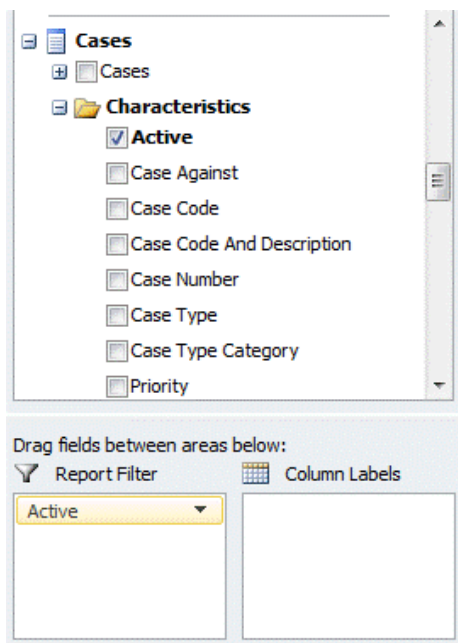 Cases
Cases
Characteristics
Active
Case Against
Case Code
Case Code And Description
Case Number
Case Type
Case Type Category
Priority
Drag fields between areas below:
Report Filter Column Labels
Active